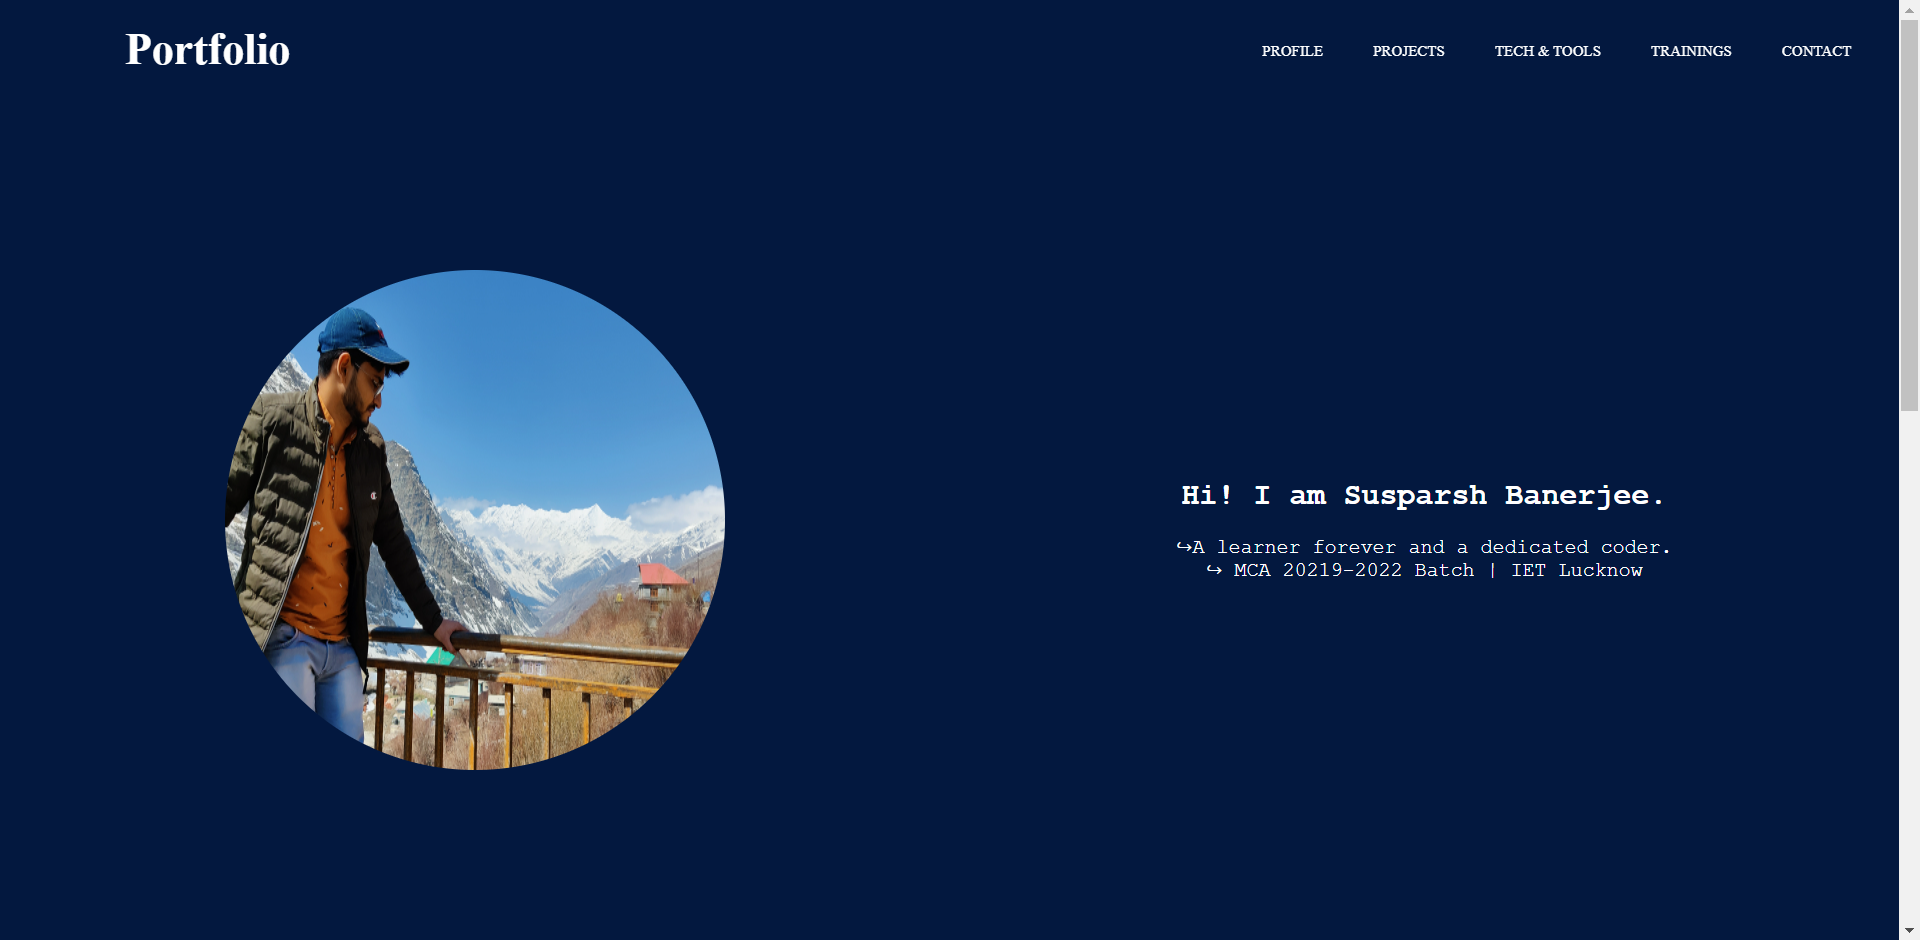 Portfolio
PROFILE PROJECTS TECH & TOOLS TRAININGS CONTACT
Hi! I am Susparsh Banerjee.
↪A learner forever and a dedicated coder.
↪ MCA 20219-2022 Batch | IET Lucknow